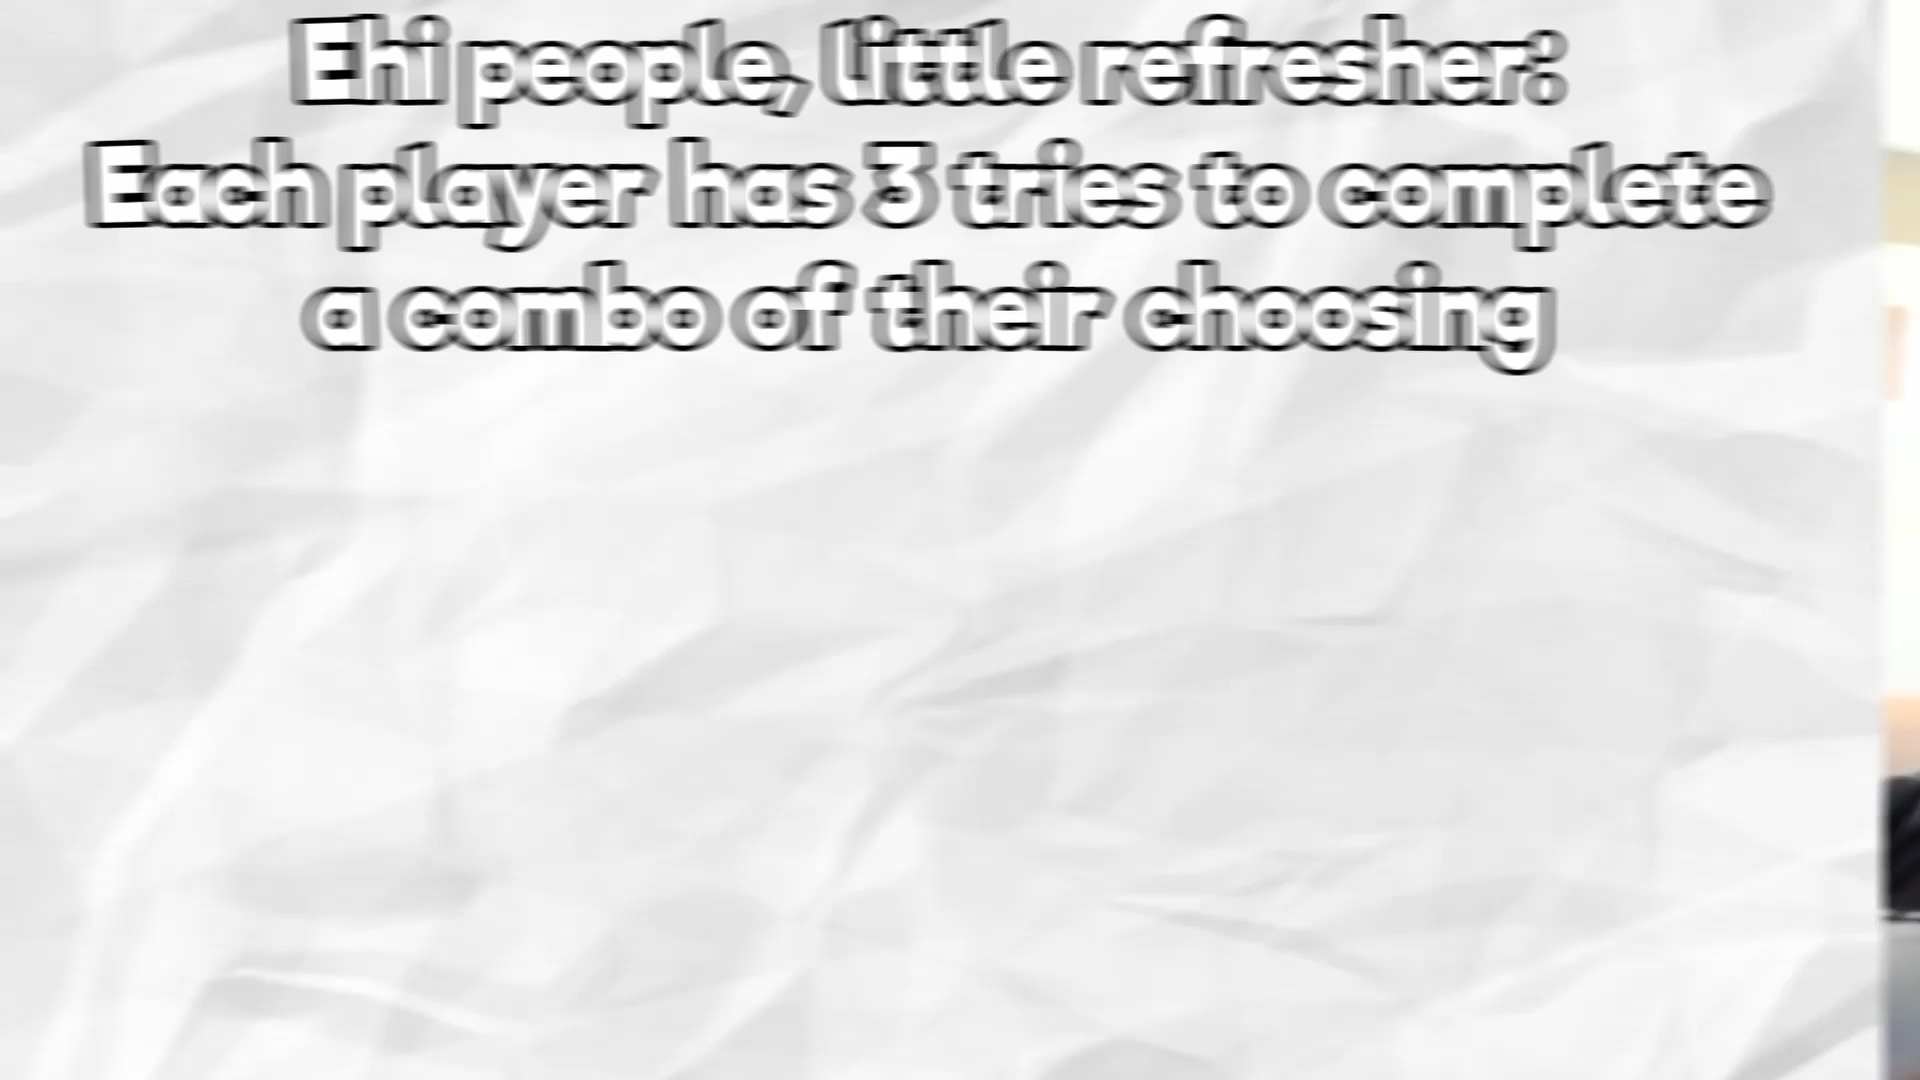 Ehi people, little refresher:
Each player has 3 tries to complete
a combo of their choosing